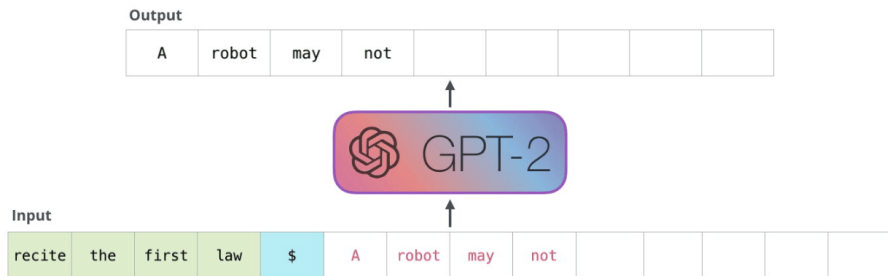 Output
A robot may not
GPT-2
Input
recite the first law $ A robot may not